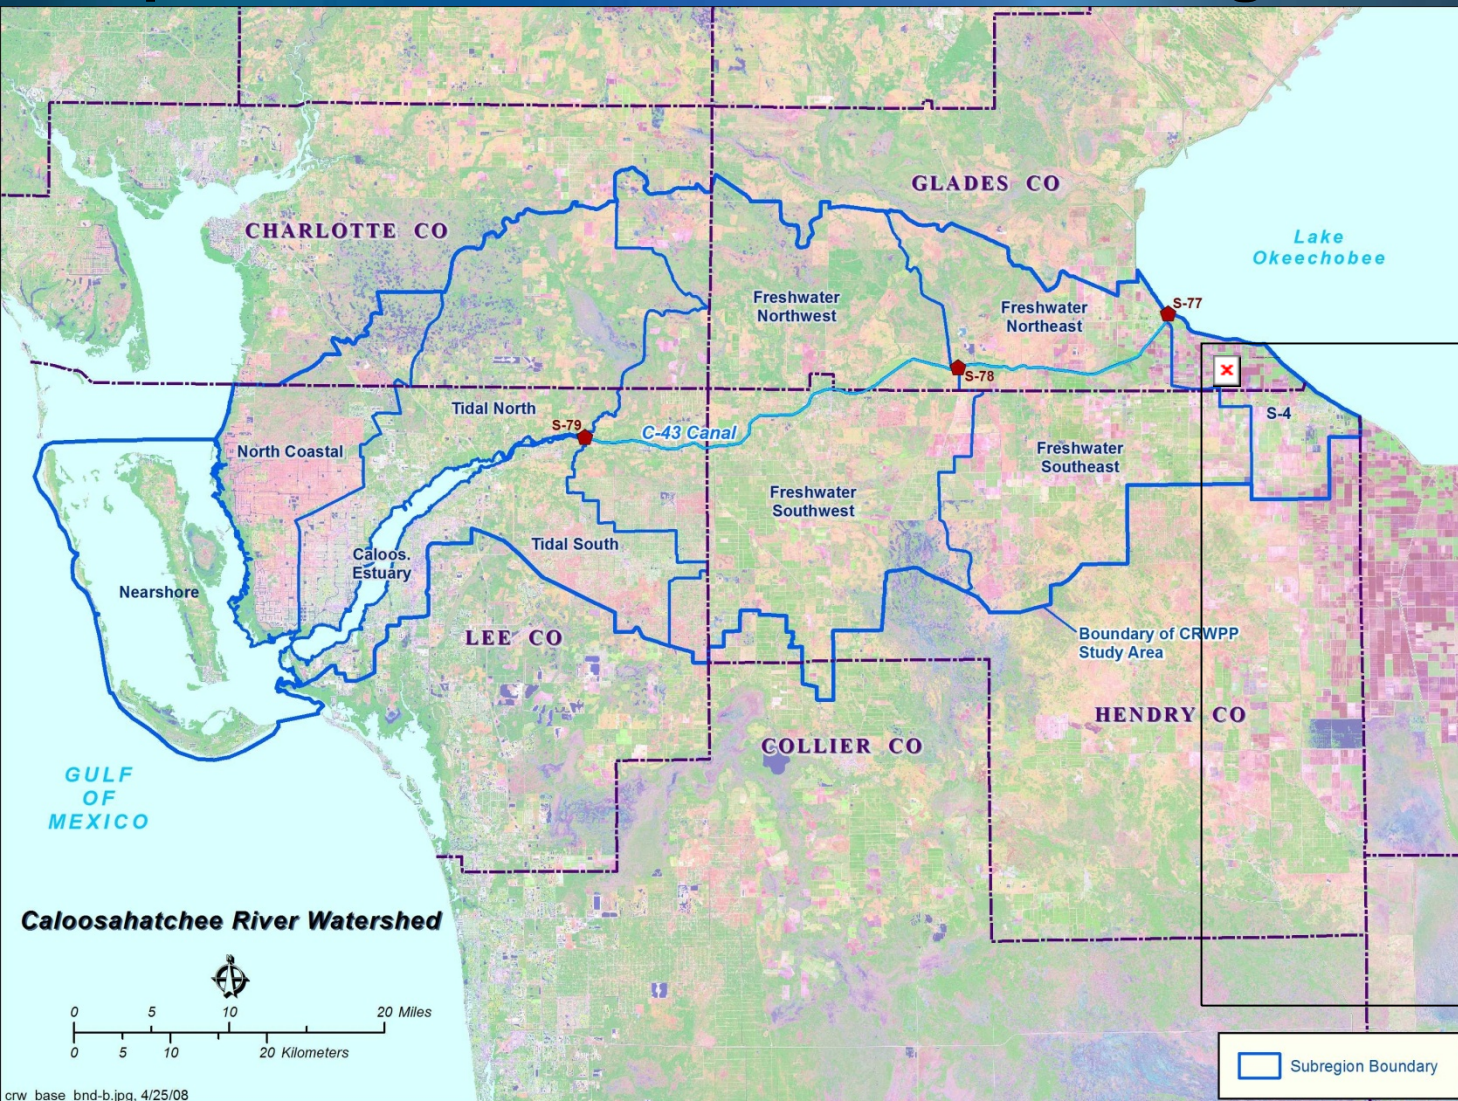 GLADES CO
CHARLOTTE CO
Lake
Okeechobee
S-77
Freshwater
Northwest
Freshwater
Northeast
S-78
Tidal North
S-79
C-43 Canal
S-4
North Coastal
Freshwater
Southeast
Freshwater
Southwest
Tidal South
Caloos.
Estuary
Nearshore
LEE CO
Boundary of CRWPP
Study Area
HENDRY CO
COLLIER CO
GULF
OF
MEXICO
Caloosahatchee River Watershed
0 5 10 20 Miles
0 5 10 20 Kilometers
Subregion Boundary
crw_base_bnd-b.jpg, 4/25/08